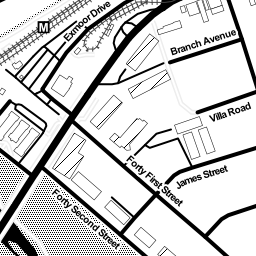 M
Exmoor Drive
Branch Avenue
Villa Road
Forty First Street
James Street
Forty Second Street